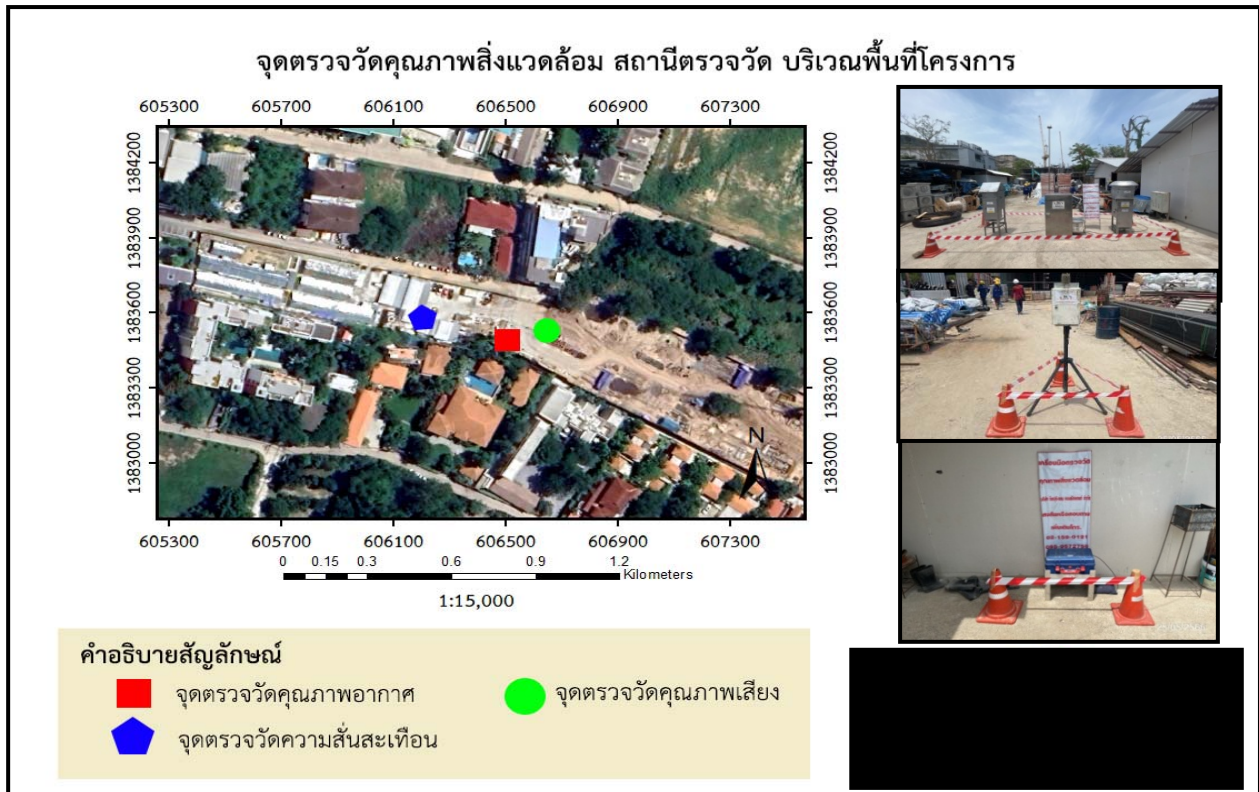 จุดตรวจวัดคุณภาพสิ่งแวดล้อม สถานีตรวจวัด บริเวณพื้นที่โครงการ
605300 605700 606100 606500 606900 607300
1384200 1384200
1383900 1383900
1383600 1383600
1383300 1383300
1383000 1383000
N
605300 605700 606100 606500 606900 607300
0 0.15 0.3 0.6 0.9 1.2
Kilometers
1:15,000
คำอธิบายสัญลักษณ์
จุดตรวจวัดคุณภาพอากาศ
จุดตรวจวัดคุณภาพเสียง
จุดตรวจวัดความสั่นสะเทือน